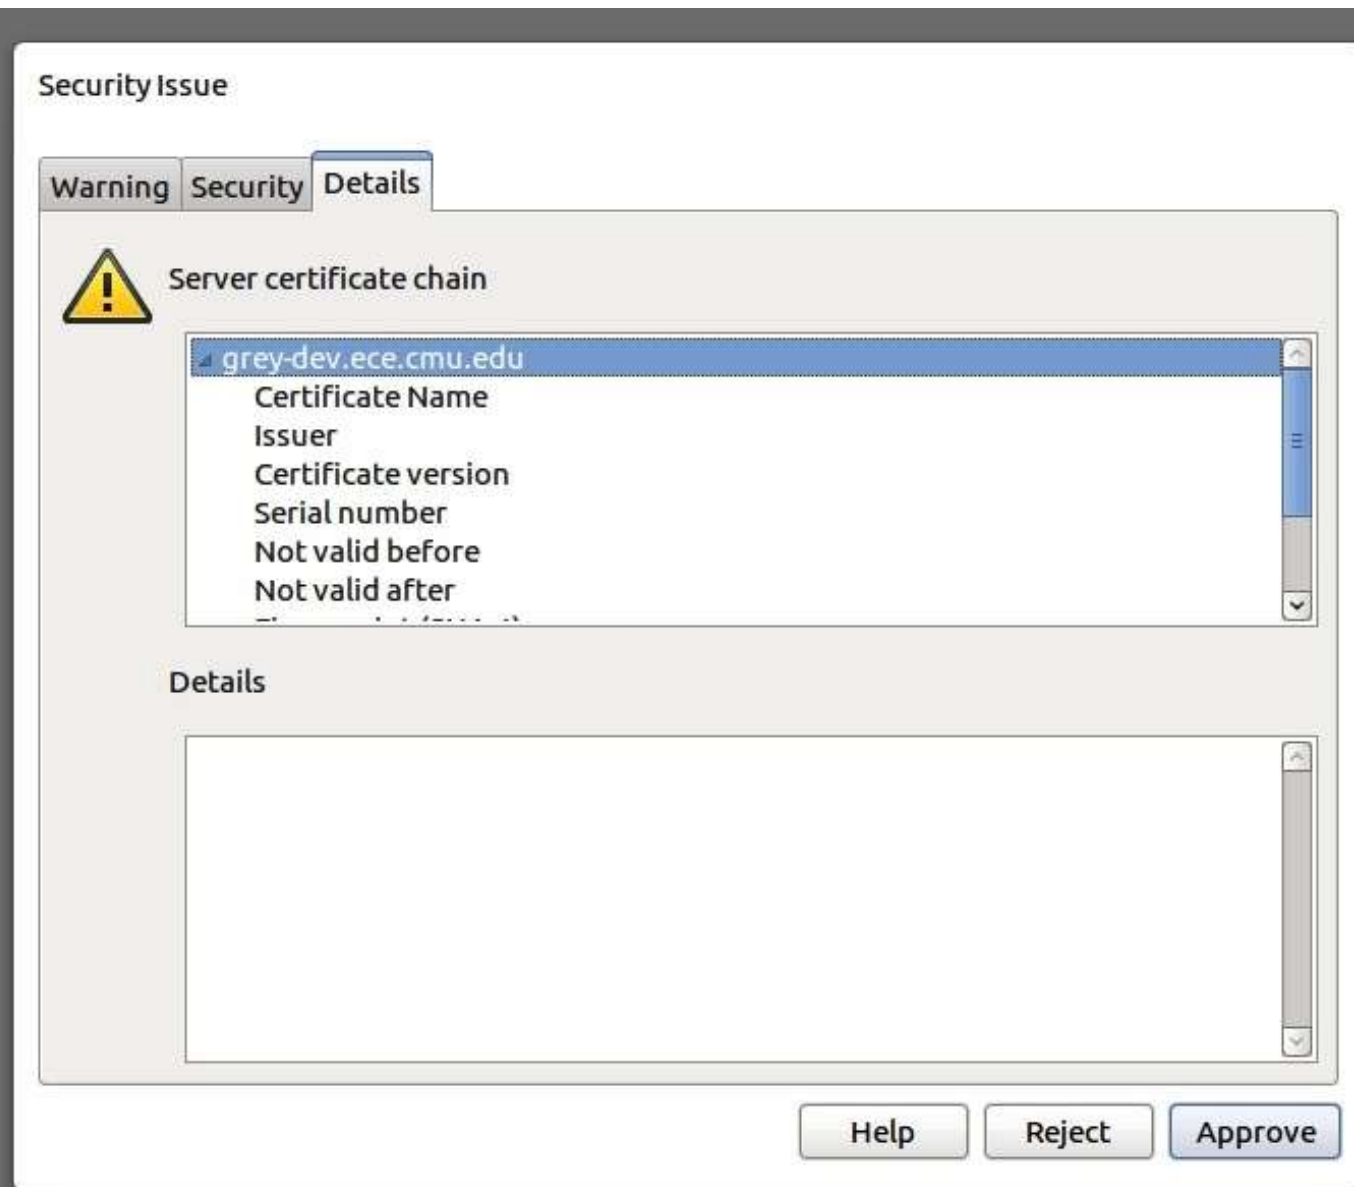 Security Issue
Warning Security Details
Server certificate chain
grey-dev.ece.cmu.edu
Certificate Name
Issuer
Certificate version
Serial number
Not valid before
Not valid after
Details
Help Reject Approve